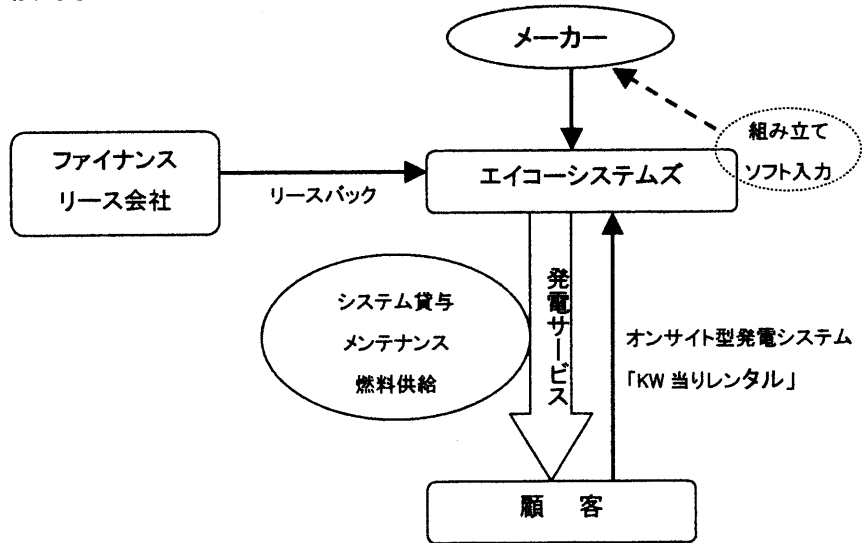 メーカー
組み立て
ソフト入力
ファイナンス
リース会社
リースバック
エイコーシステムズ
システム貸与
メンテナンス
燃料供給
発電サービス
オンサイト型発電システム
「KW 当りレンタル」
顧 客